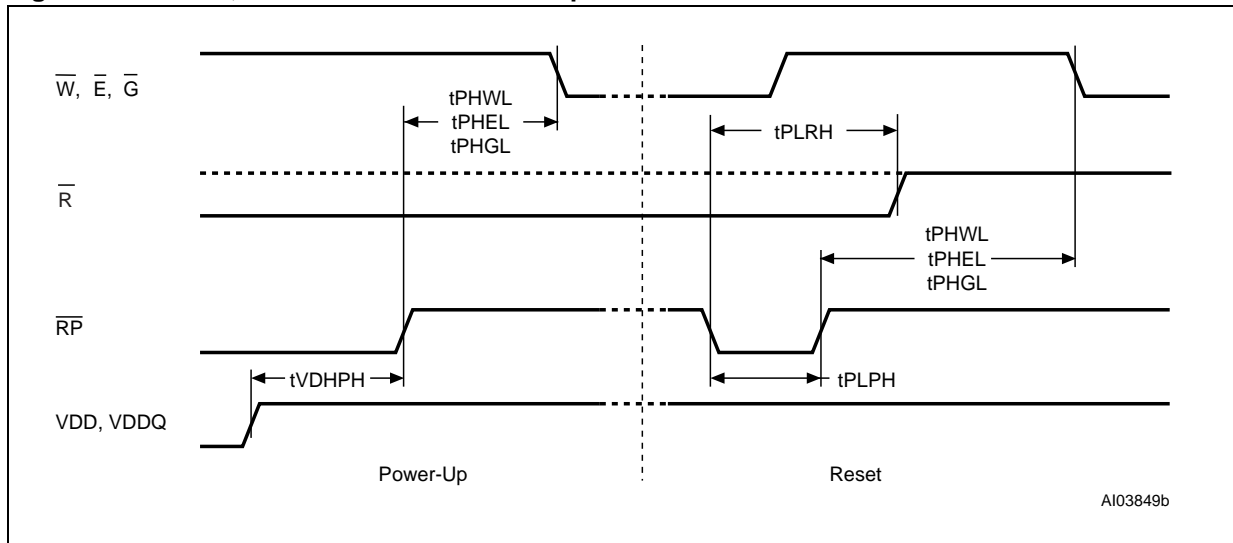 W, E, G
tPHWL
tPHEL
tPHGL
tPLRH
R
tPHWL
tPHEL
tPHGL
RP
tVDHPH
tPLPH
VDD, VDDQ
Power-Up
Reset
AI03849b